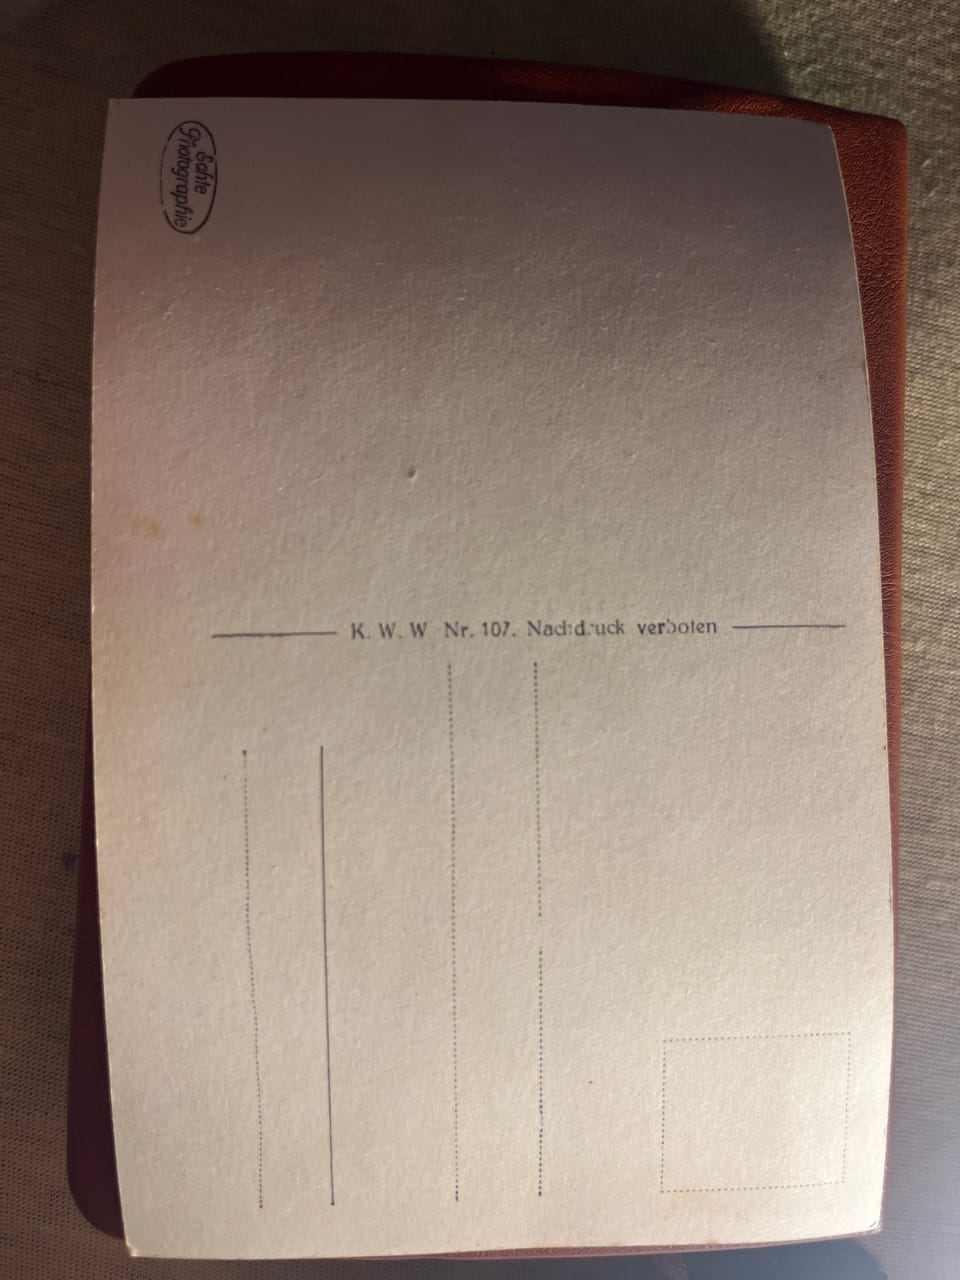 Echte
Photographie
K. W. W Nr. 107. Nachdruck verboten